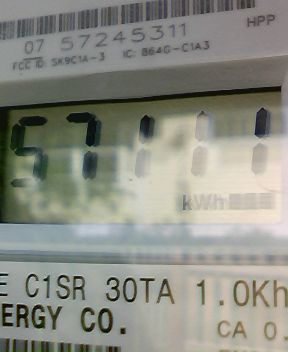 HPP
07 57245311
FCC ID: SK9C1A-3 IC: 864G-C1A3
57111
kWh
E C1SR 30TA 1.0Kh
ERGY CO.
CA 0.